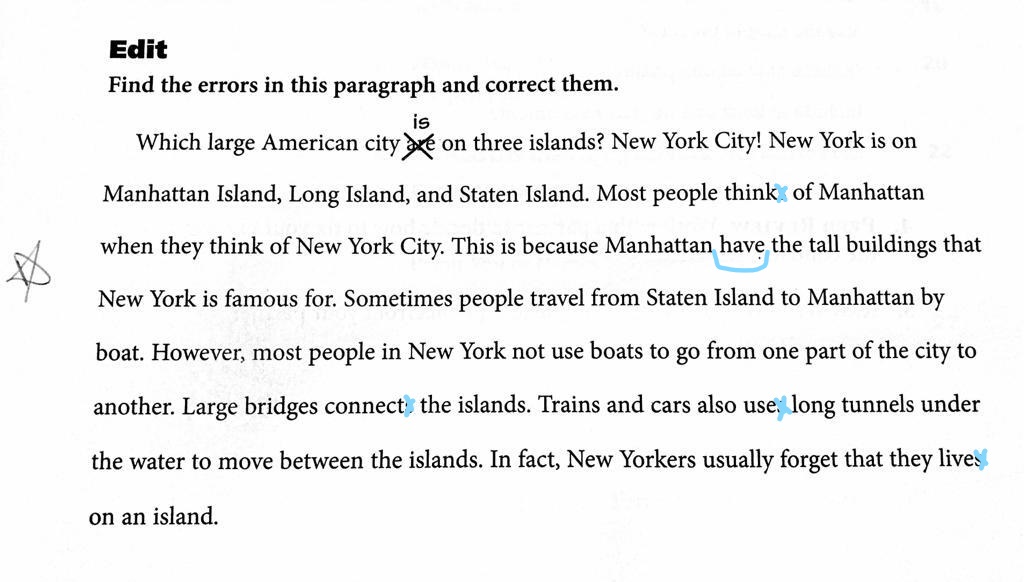 Edit
Find the errors in this paragraph and correct them.
is
Which large American city are on three islands? New York City! New York is on
Manhattan Island, Long Island, and Staten Island. Most people thinks of Manhattan
when they think of New York City. This is because Manhattan have the tall buildings that
New York is famous for. Sometimes people travel from Staten Island to Manhattan by
boat. However, most people in New York not use boats to go from one part of the city to
another. Large bridges connects the islands. Trains and cars also uses long tunnels under
the water to move between the islands. In fact, New Yorkers usually forget that they lives
on an island.